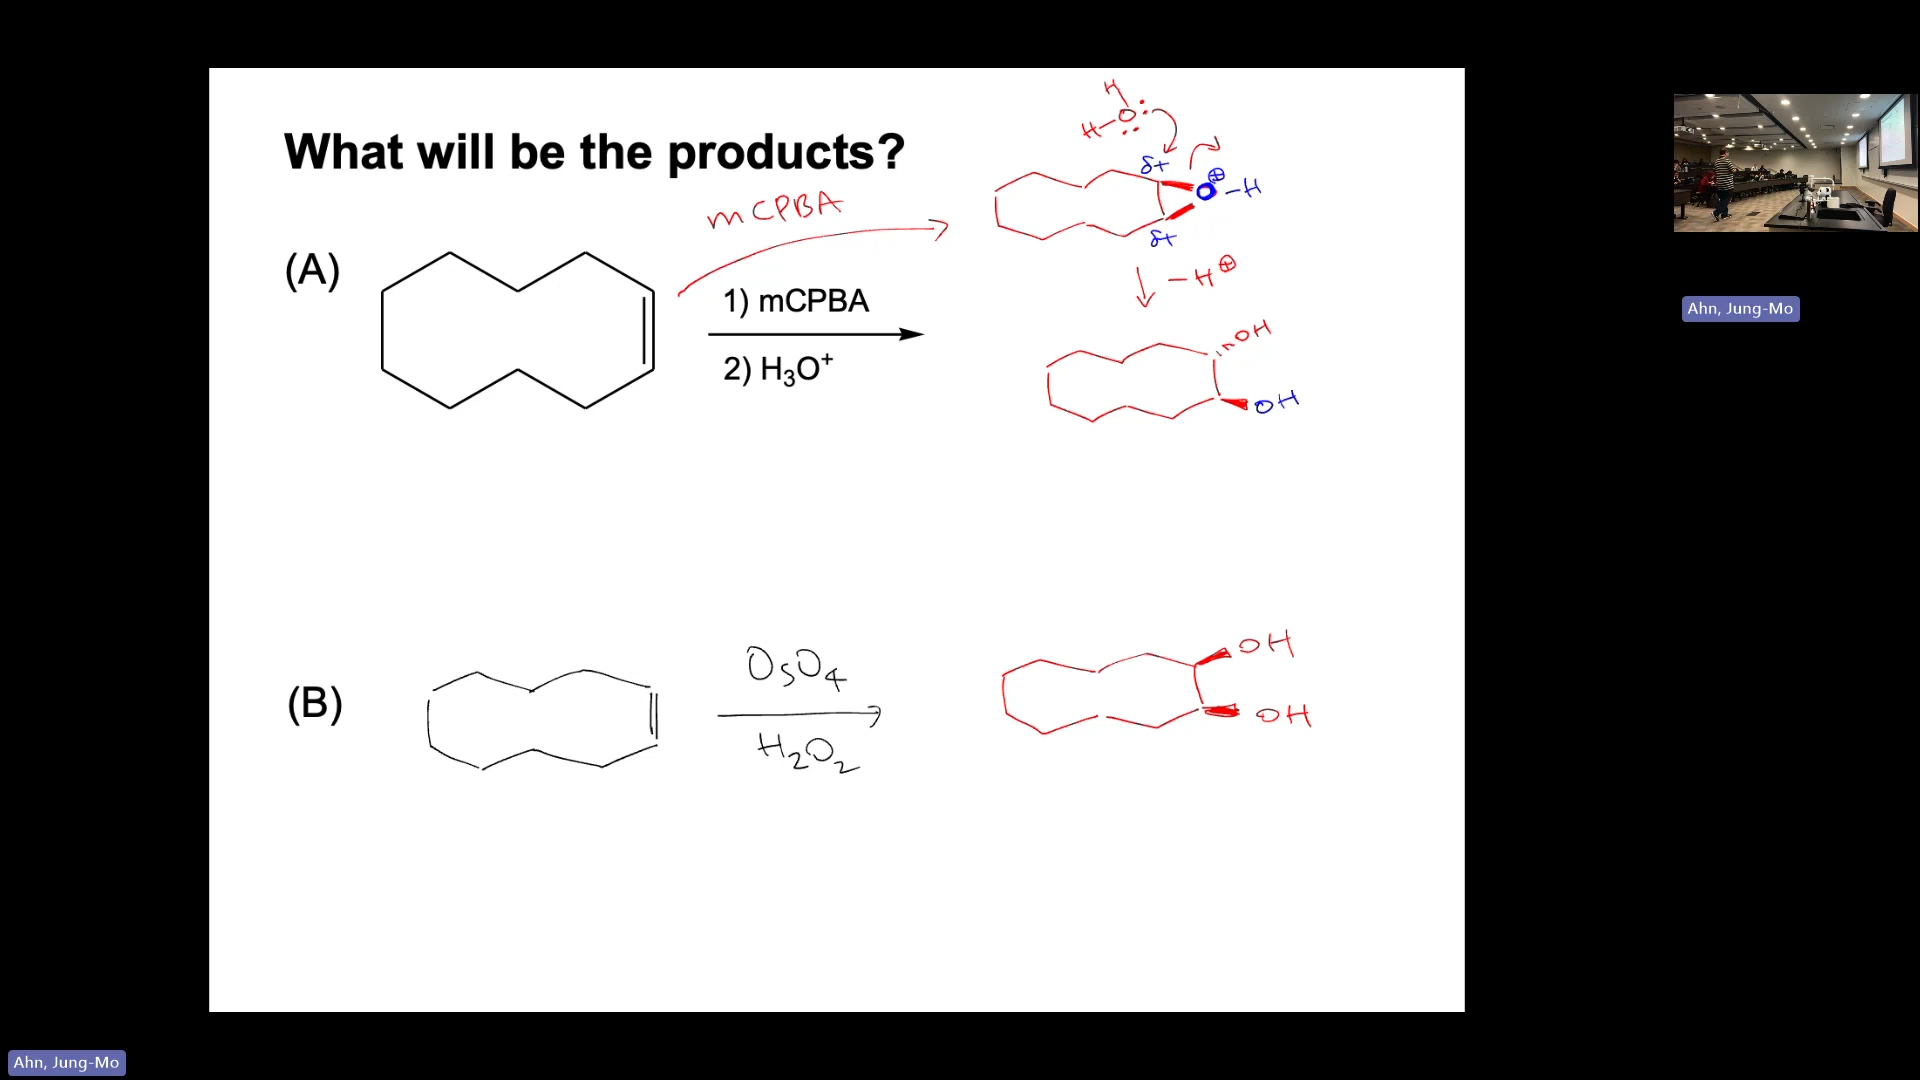 What will be the products?
mCPBA
(A)
1) mCPBA
2) H₃O⁺
H
H-O
δ+
O-H
⊕
δ+
-H⊕
OH
OH
(B)
OsO₄
H₂O₂
OH
OH
Ahn, Jung-Mo
Ahn, Jung-Mo